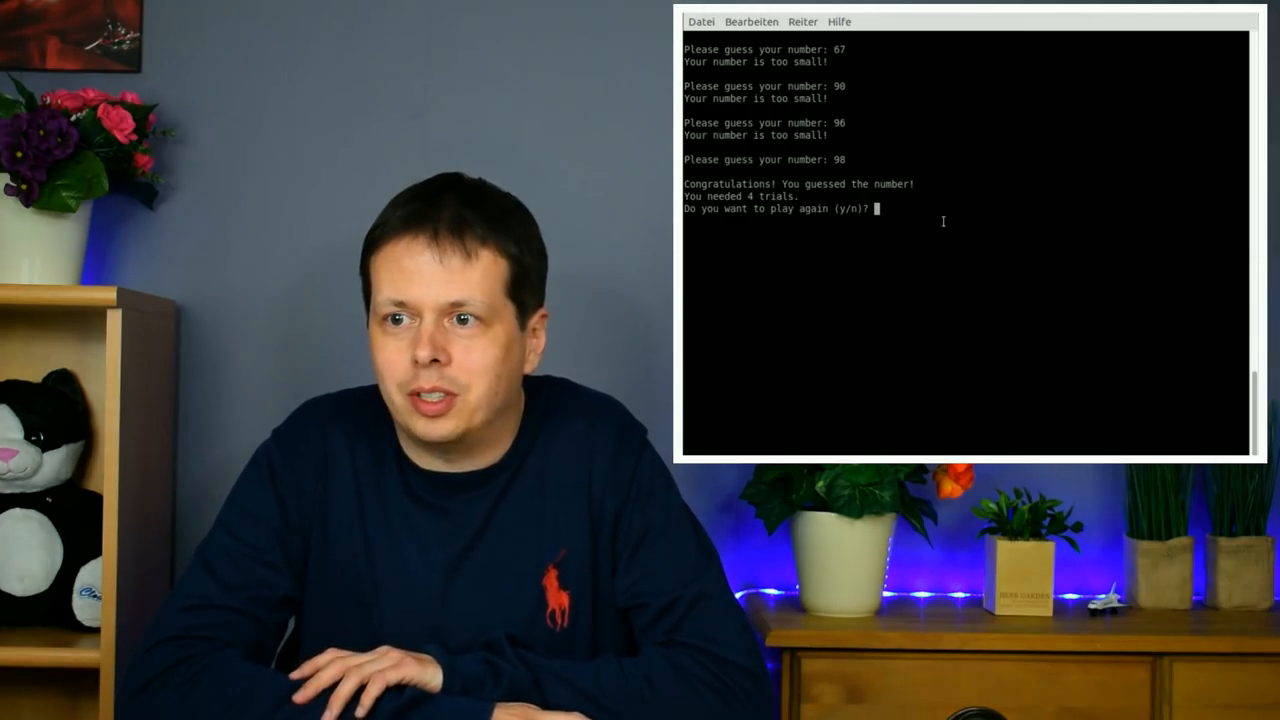 Datei Bearbeiten Reiter Hilfe
Please guess your number: 67
Your number is too small!
Please guess your number: 90
Your number is too small!
Please guess your number: 96
Your number is too small!
Please guess your number: 98
Congratulations! You guessed the number!
You needed 4 trials.
Do you want to play again (y/n)?
HERB GARDEN